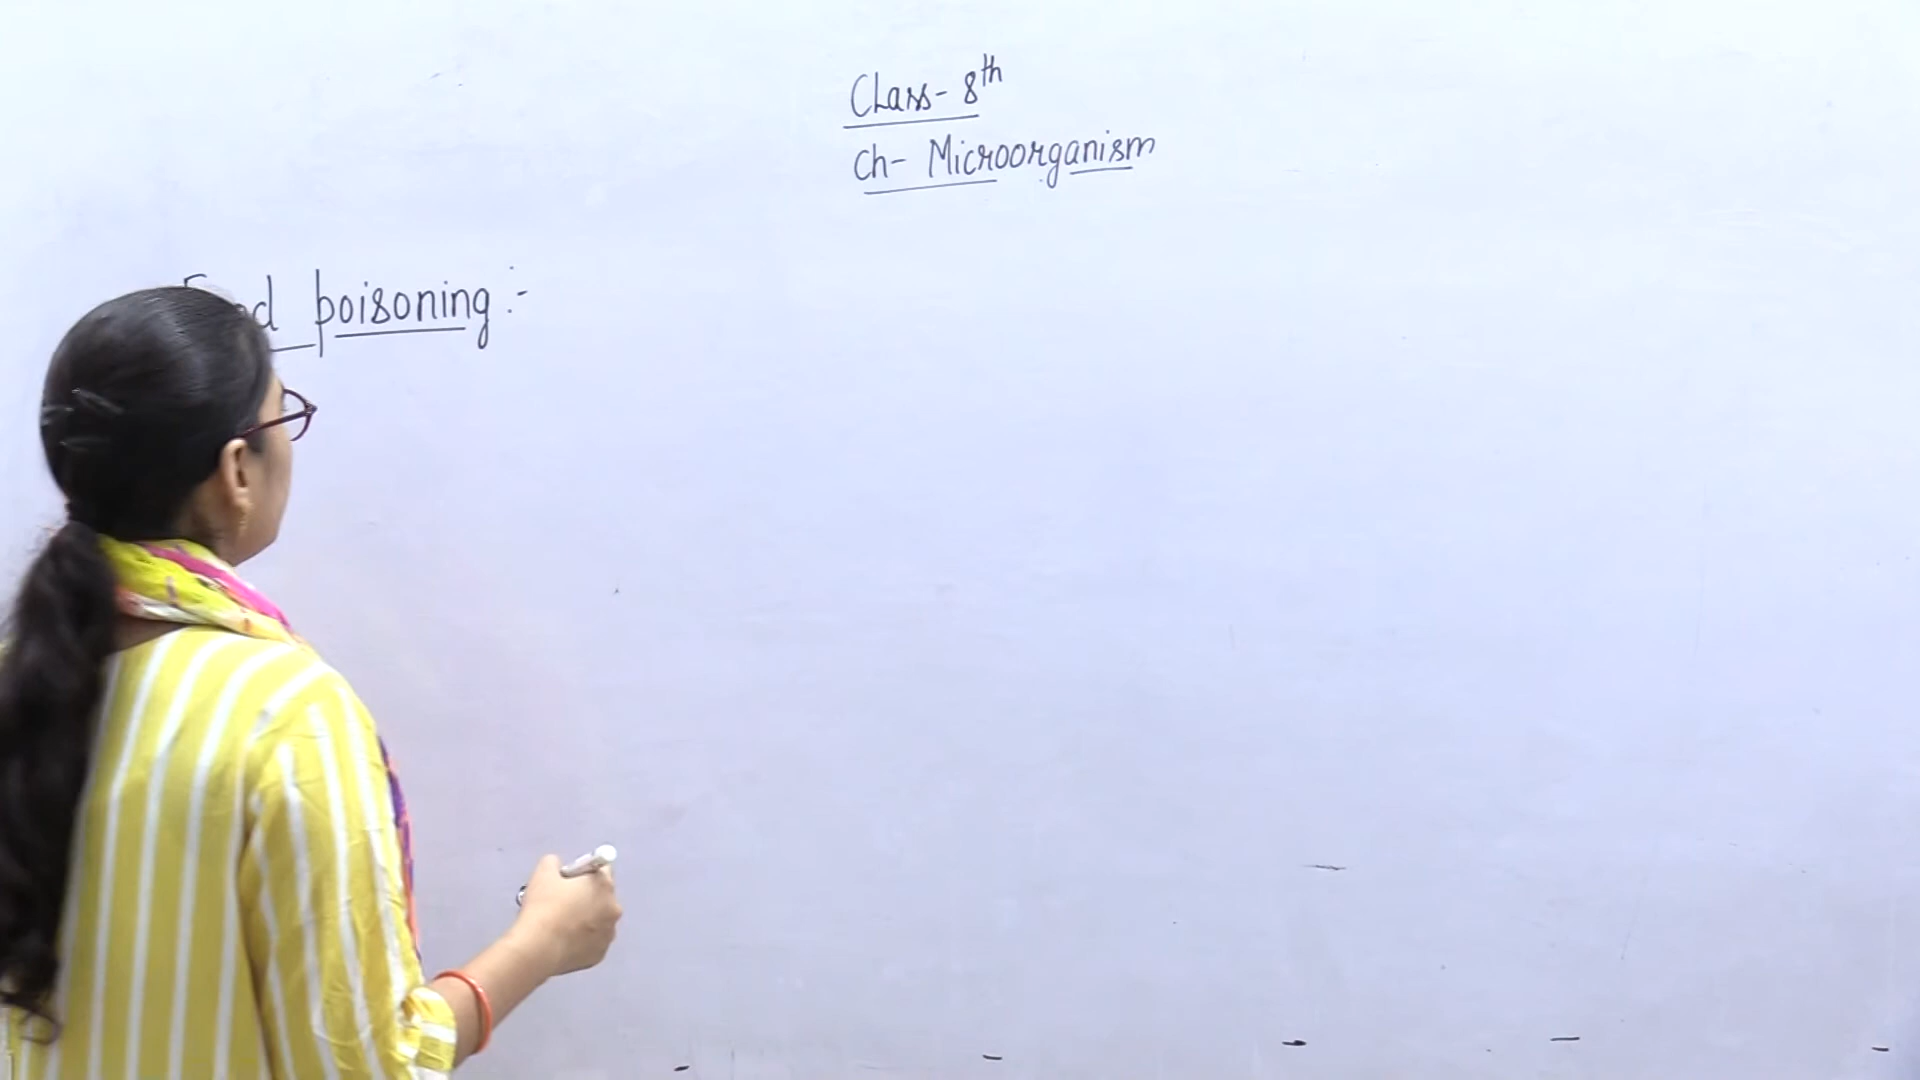 Class- 8th
Ch- Microorganism
Food poisoning :-